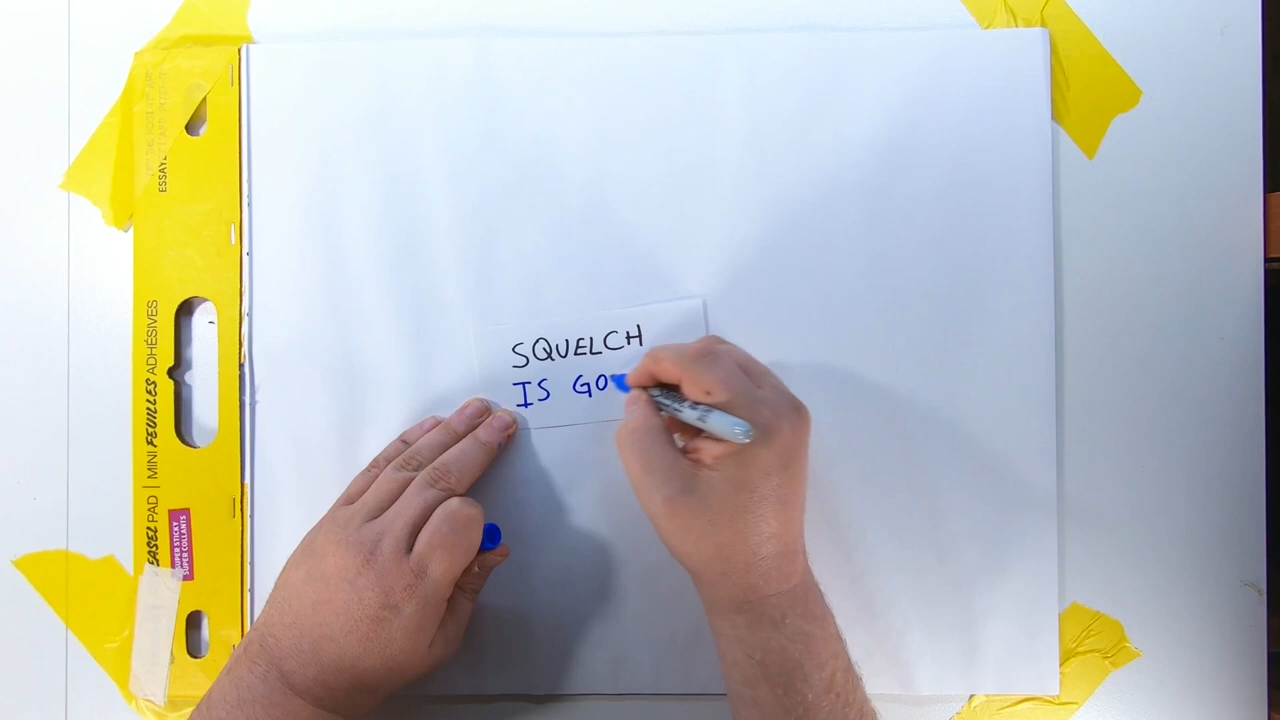 SQUELCH
IS GO
EASEL PAD | MINI FEUILLES ADHÉSIVES
SUPER STICKY
SUPER COLLANTS